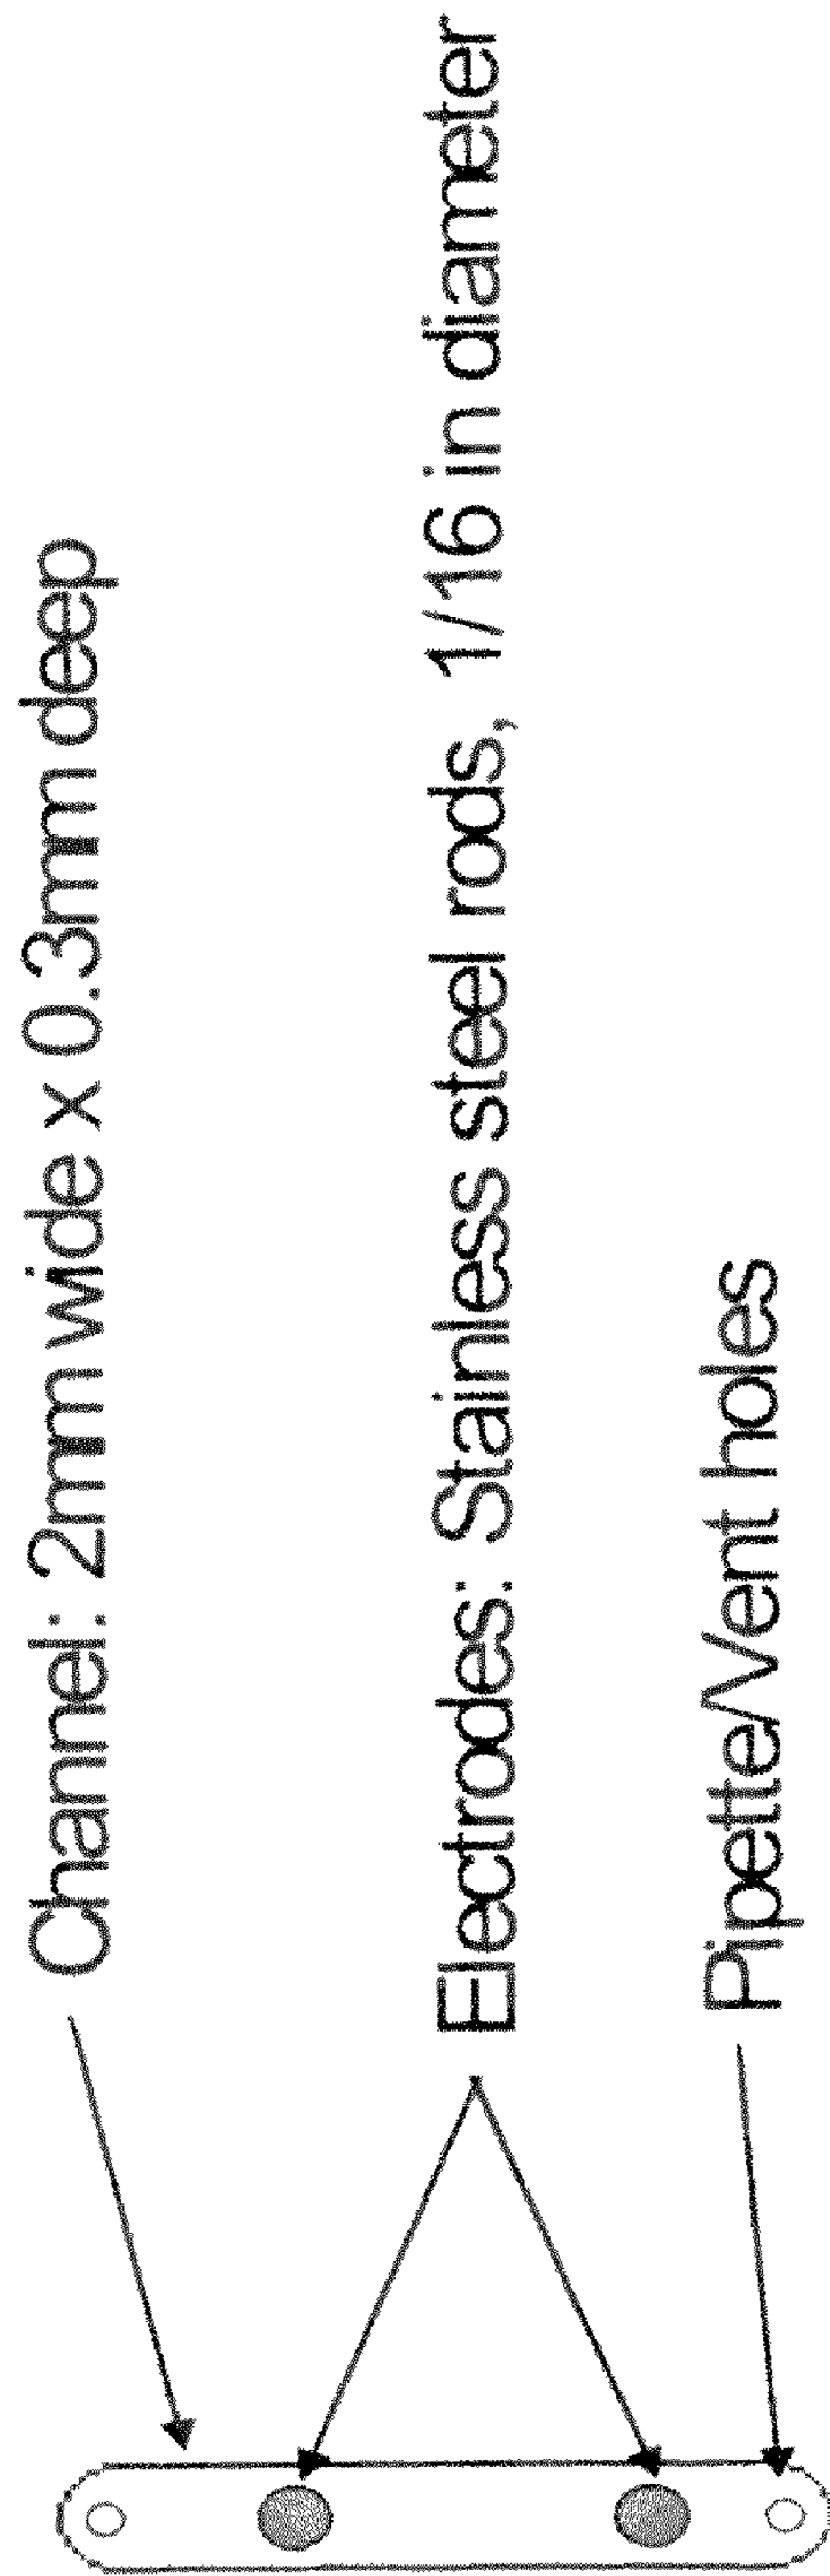 Channel: 2mm wide x 0.3mm deep
Electrodes: Stainless steel rods, 1/16 in diameter
Pipette/Vent holes